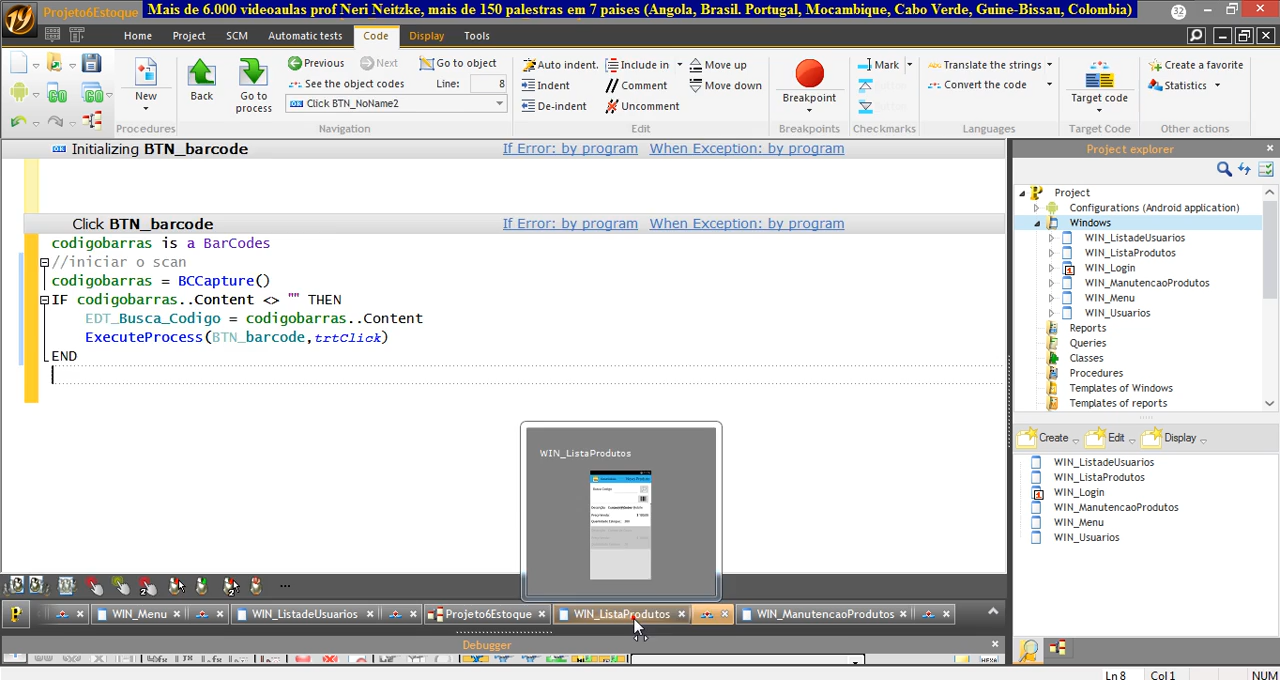 Projeto6Estoque
Mais de 6.000 videoaulas prof Neri Neitzke, mais de 150 palestras em 7 paises (Angola, Brasil. Portugal, Mocambique, Cabo Verde, Guine-Bissau, Colombia)
32
Home Project SCM Automatic tests Code Display Tools
New
Procedures
Back
Go to process
Previous Next Go to object
See the object codes Line: 8
Click BTN_NoName2
Navigation
Auto indent. Include in Move up
Indent // Comment Move down
De-indent Uncomment
Edit
Breakpoint
Breakpoints
Mark
Checkmarks
Translate the strings
Convert the code
Languages
Target code
Target Code
Create a favorite
Statistics
Other actions
Initializing BTN_barcode If Error: by program When Exception: by program
Click BTN_barcode If Error: by program When Exception: by program
codigobarras is a BarCodes
//iniciar o scan
codigobarras = BCCapture()
IF codigobarras..Content <> "" THEN
EDT_Busca_Codigo = codigobarras..Content
ExecuteProcess(BTN_barcode,trtClick)
END
WIN_ListaProdutos
WIN_Menu WIN_ListadeUsuarios Projeto6Estoque WIN_ListaProdutos WIN_ManutencaoProdutos
Debugger
Project explorer
Project
Configurations (Android application)
Windows
WIN_ListadeUsuarios
WIN_ListaProdutos
WIN_Login
WIN_ManutencaoProdutos
WIN_Menu
WIN_Usuarios
Reports
Queries
Classes
Procedures
Templates of Windows
Templates of reports
Create Edit Display
WIN_ListadeUsuarios
WIN_ListaProdutos
WIN_Login
WIN_ManutencaoProdutos
WIN_Menu
WIN_Usuarios
Ln 8 Col 1 NUM